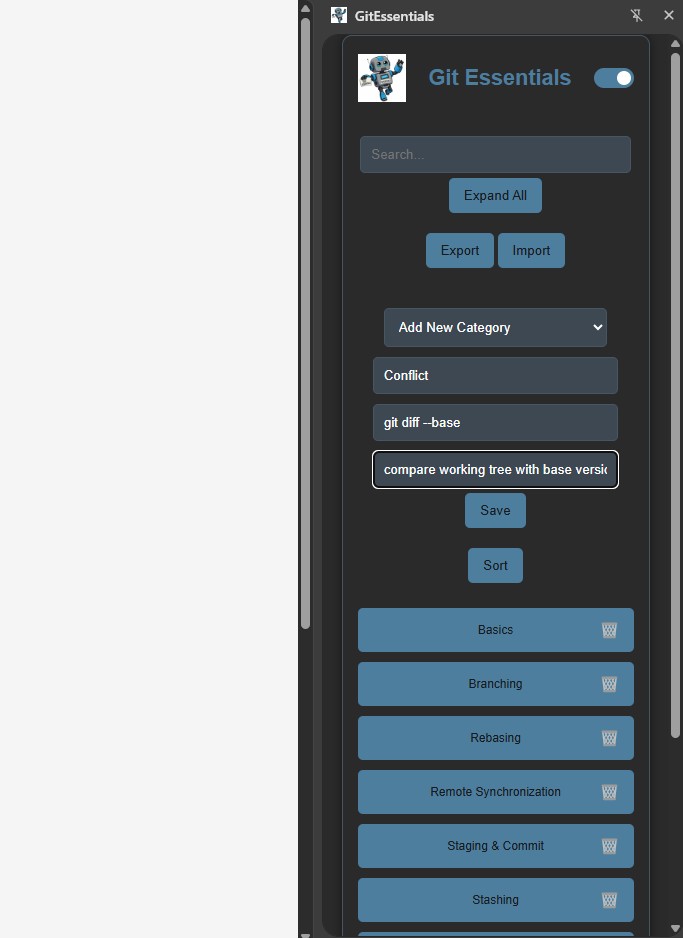 GitEssentials
Git Essentials
Search...
Expand All
Export Import
Add New Category
Conflict
git diff --base
compare working tree with base versic
Save
Sort
Basics
Branching
Rebasing
Remote Synchronization
Staging & Commit
Stashing